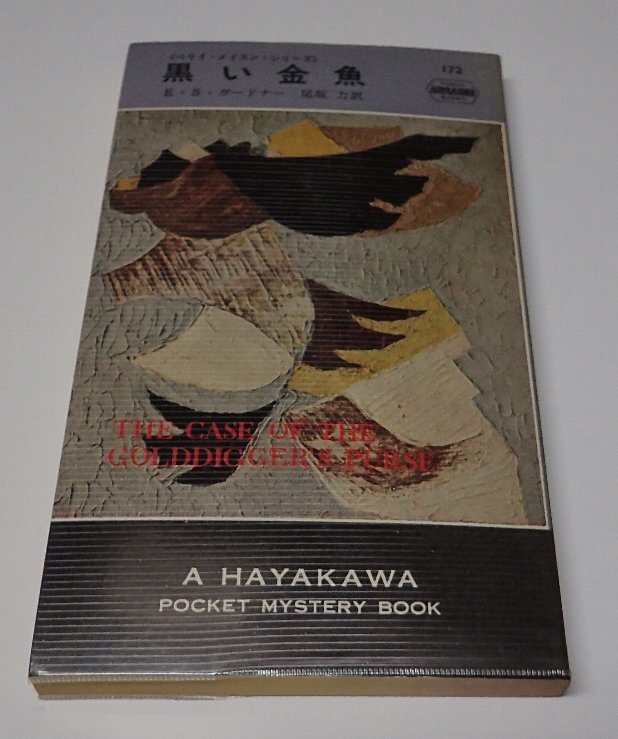 〈ペリイ・メイスン・シリーズ〉
172
黒い金魚
E・S・ガードナー 尾坂 力訳
HAYAKAWA
THE CASE OF THE
GOLDDIGGER'S PURSE
A HAYAKAWA
POCKET MYSTERY BOOK